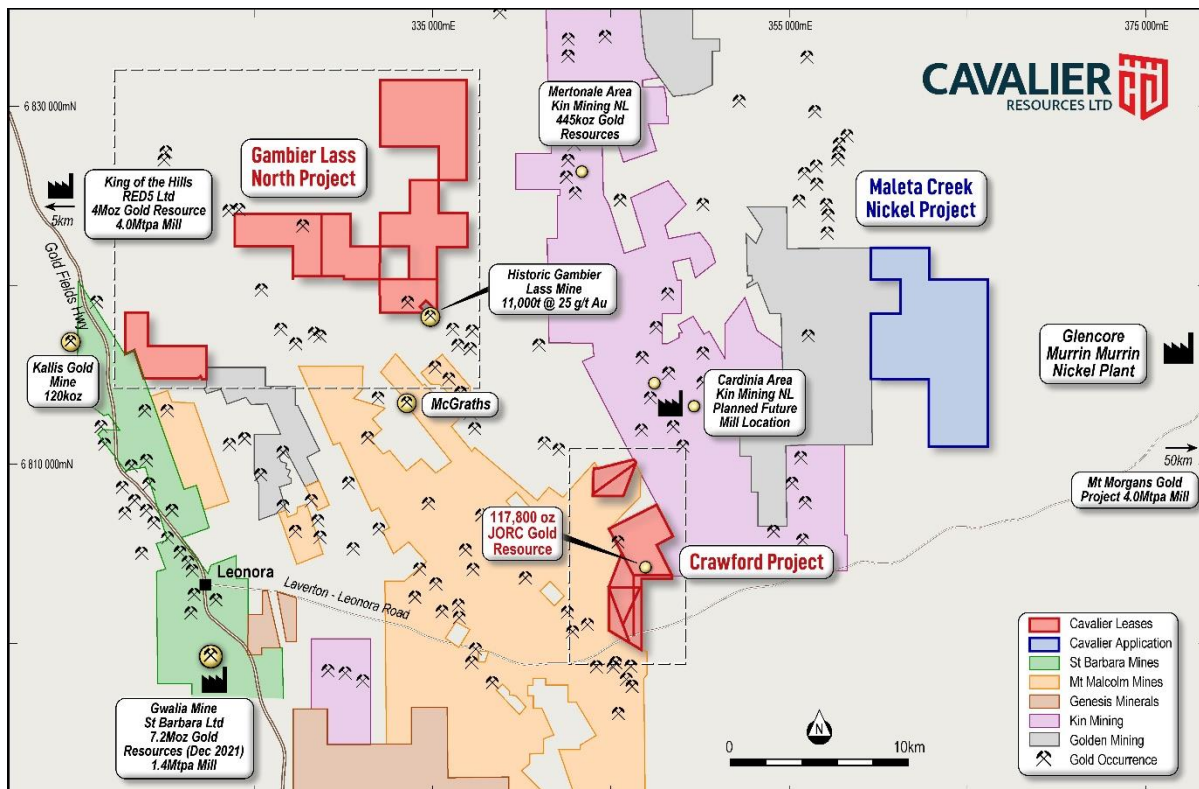 335 000mE
355 000mE
375 000mE
6 830 000mN
6 810 000mN
CAVALIER
RESOURCES LTD
Mertonale Area
Kin Mining NL
445koz Gold
Resources
Gambier Lass
North Project
King of the Hills
RED5 Ltd
4Moz Gold Resource
4.0Mtpa Mill
5km
Gold Fields Hwy
Maleta Creek
Nickel Project
Historic Gambier
Lass Mine
11,000t @ 25 g/t Au
Glencore
Murrin Murrin
Nickel Plant
Kallis Gold
Mine
120koz
McGraths
Cardinia Area
Kin Mining NL
Planned Future
Mill Location
50km
Mt Morgans Gold
Project 4.0Mtpa Mill
117,800 oz
JORC Gold
Resource
Crawford Project
Leonora
Laverton - Leonora Road
Gwalia Mine
St Barbara Ltd
7.2Moz Gold
Resources (Dec 2021)
1.4Mtpa Mill
N
0
10km
Cavalier Leases
Cavalier Application
St Barbara Mines
Mt Malcolm Mines
Genesis Minerals
Kin Mining
Golden Mining
Gold Occurrence